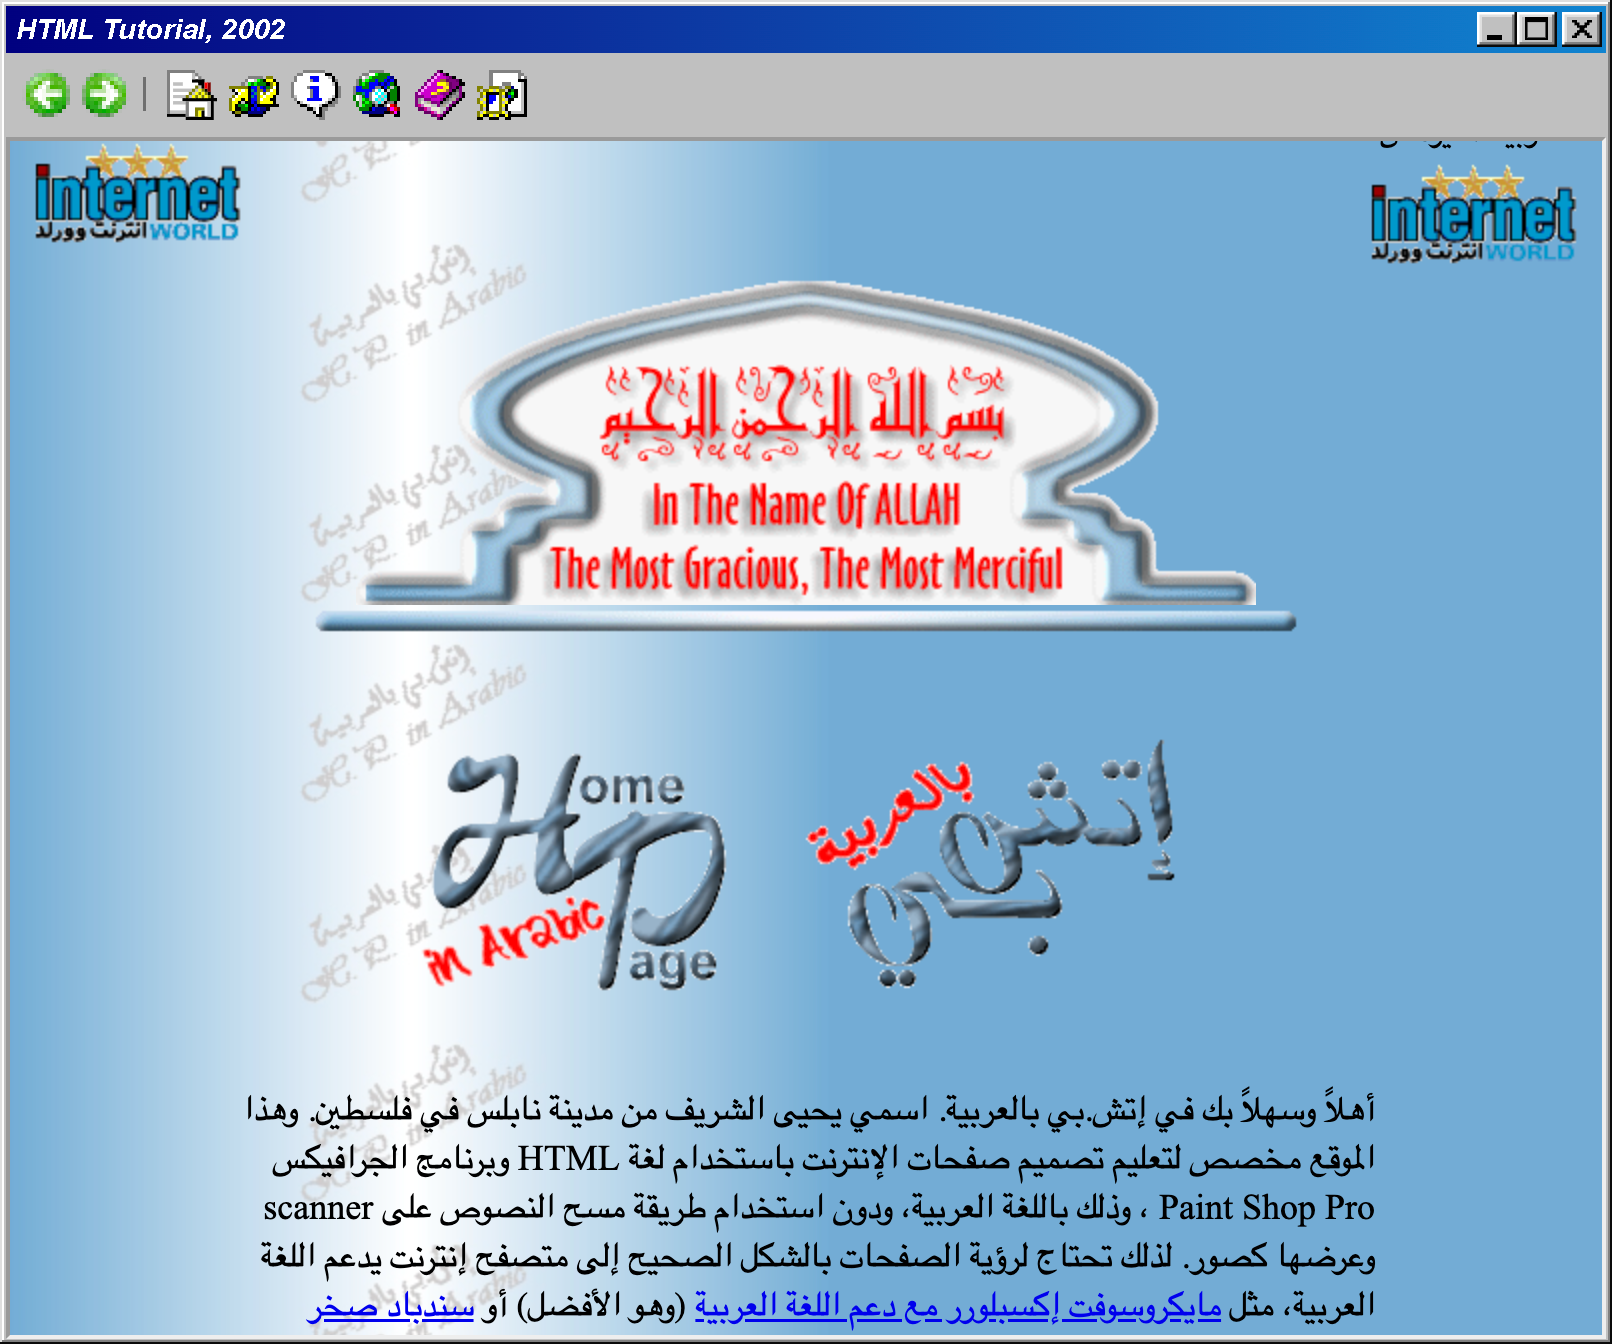 HTML Tutorial, 2002
internet
انترنت وورلد WORLD
internet
انترنت وورلد WORLD
بسم الله الرحمن الرحيم
In The Name Of ALLAH
The Most Gracious, The Most Merciful
إتش بي بالعربية
H. P. in Arabic
Home
Page
in Arabic
إتش
بي
بالعربية
أهلاً وسهلاً بك في إتش.بي بالعربية. اسمي يحيى الشريف من مدينة نابلس في فلسطين. وهذا
الموقع مخصص لتعليم تصميم صفحات الإنترنت باستخدام لغة HTML وبرنامج الجرافيكس
Paint Shop Pro ، وذلك باللغة العربية، ودون استخدام طريقة مسح النصوص على scanner
وعرضها كصور. لذلك تحتاج لرؤية الصفحات بالشكل الصحيح إلى متصفح إنترنت يدعم اللغة
العربية، مثل مايكروسوفت إكسبلورر مع دعم اللغة العربية (وهو الأفضل) أو سندباد صخر